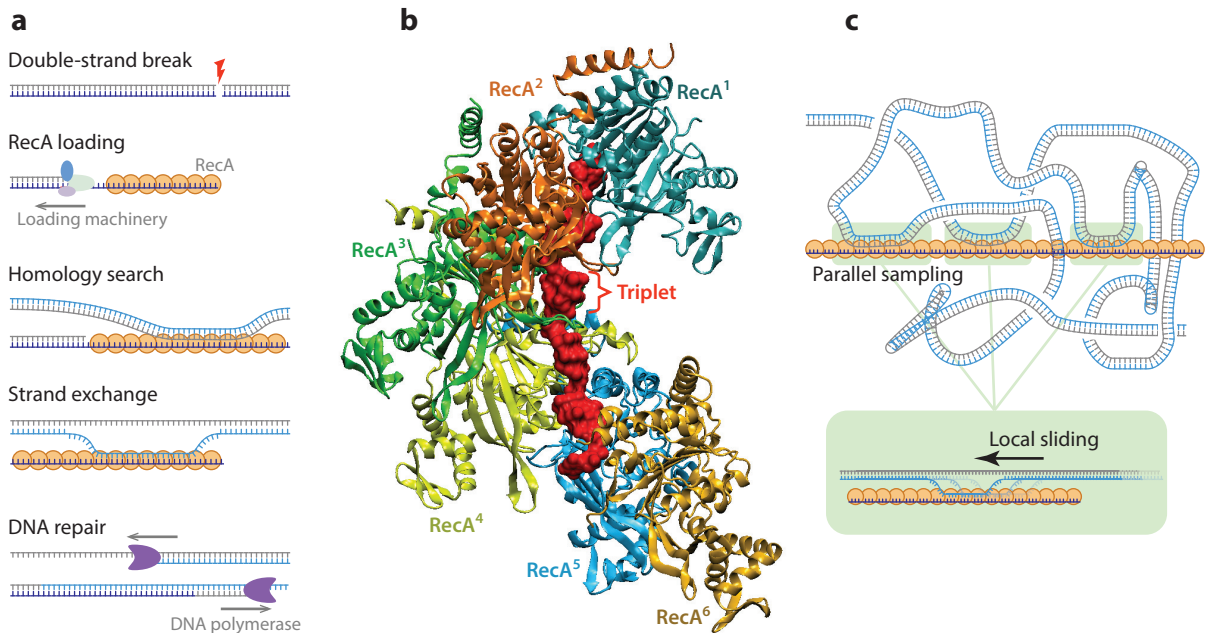 a
Double-strand break
RecA loading
RecA
Loading machinery
Homology search
Strand exchange
DNA repair
DNA polymerase
b
RecA2
RecA1
RecA3
Triplet
RecA4
RecA5
RecA6
c
Parallel sampling
Local sliding